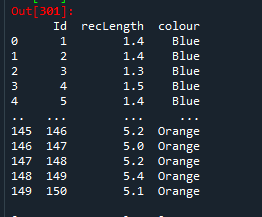 Out[301]:
Id recLength colour
0 1 1.4 Blue
1 2 1.4 Blue
2 3 1.3 Blue
3 4 1.5 Blue
4 5 1.4 Blue
.. ... ... ...
145 146 5.2 Orange
146 147 5.0 Orange
147 148 5.2 Orange
148 149 5.4 Orange
149 150 5.1 Orange